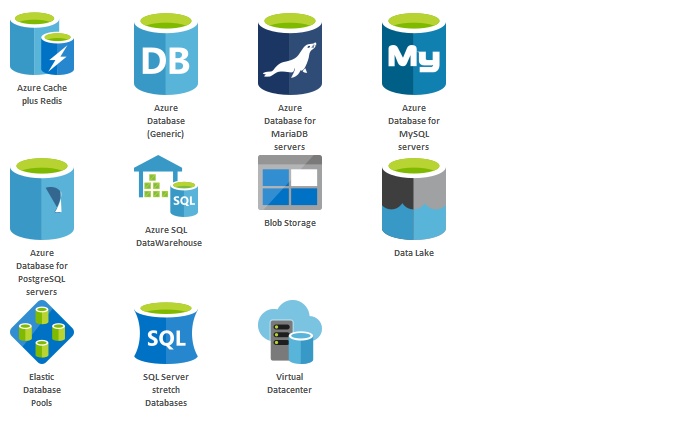 Azure Cache
plus Redis
DB
Azure
Database
(Generic)
Azure
Database for
MariaDB
servers
My
Azure
Database for
MySQL
servers
Azure
Database for
PostgreSQL
servers
SQL
Azure SQL
DataWarehouse
Blob Storage
Data Lake
Elastic
Database
Pools
SQL
SQL Server
stretch
Databases
Virtual
Datacenter